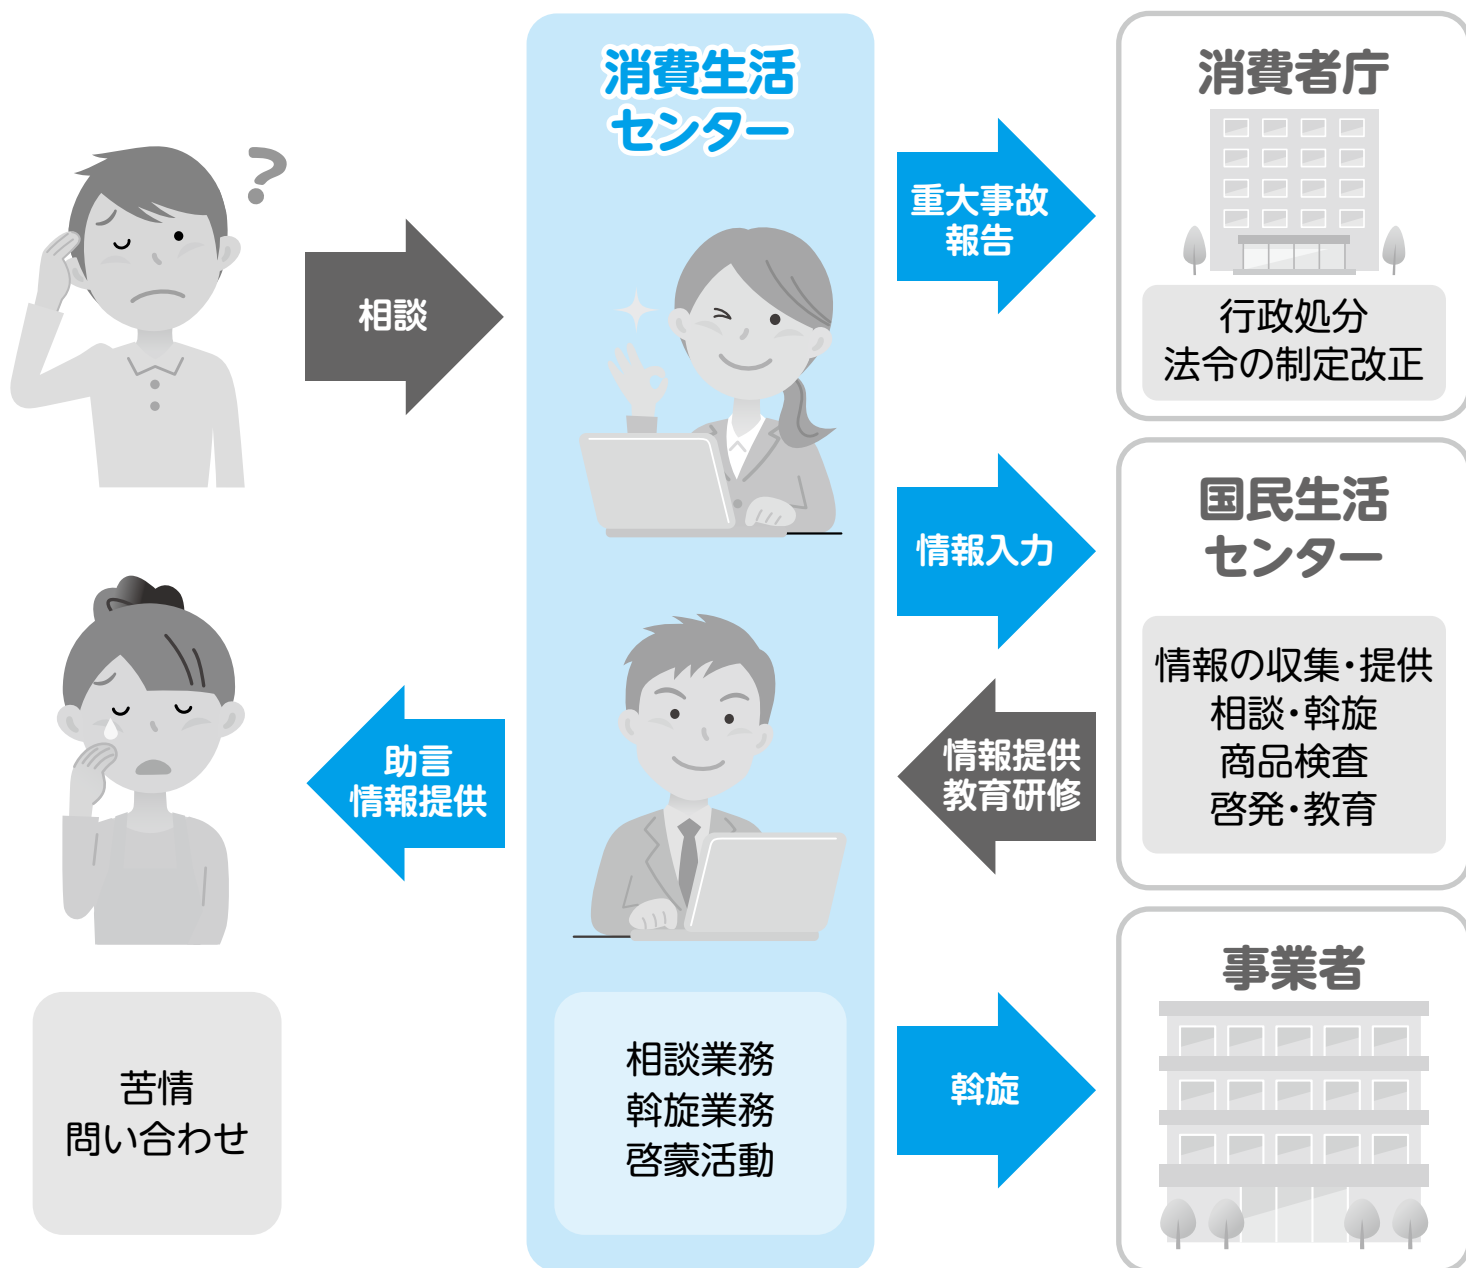 消費生活
センター
消費者庁
?
相談
重大事故
報告
行政処分
法令の制定改正
国民生活
センター
情報入力
情報の収集・提供
相談・斡旋
商品検査
啓発・教育
助言
情報提供
情報提供
教育研修
事業者
苦情
問い合わせ
相談業務
斡旋業務
啓蒙活動
斡旋